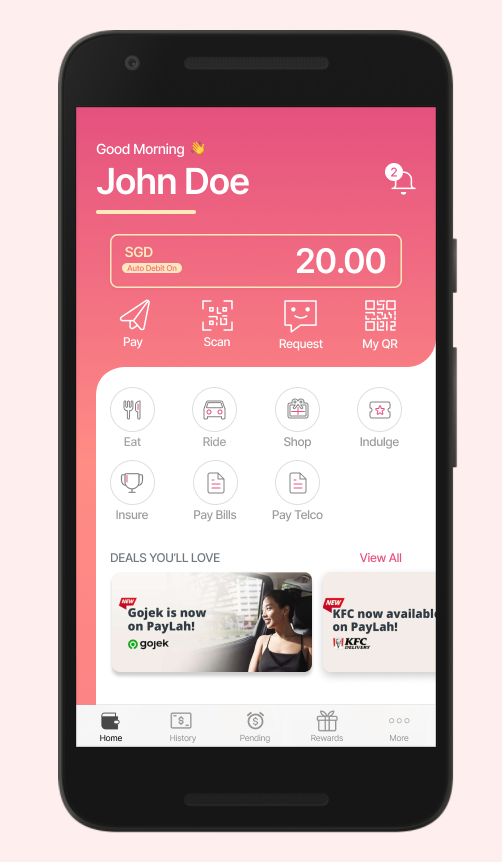 Good Morning 👋
John Doe
2
SGD
Auto Debit On
20.00
Pay
Scan
Request
My QR
Eat
Ride
Shop
Indulge
Insure
Pay Bills
Pay Telco
DEALS YOU'LL LOVE
View All
NEW
Gojek is now
on PayLah!
gojek
NEW
KFC now available
on PayLah!
KFC
DELIVERY
$
$
Home
History
Pending
Rewards
More